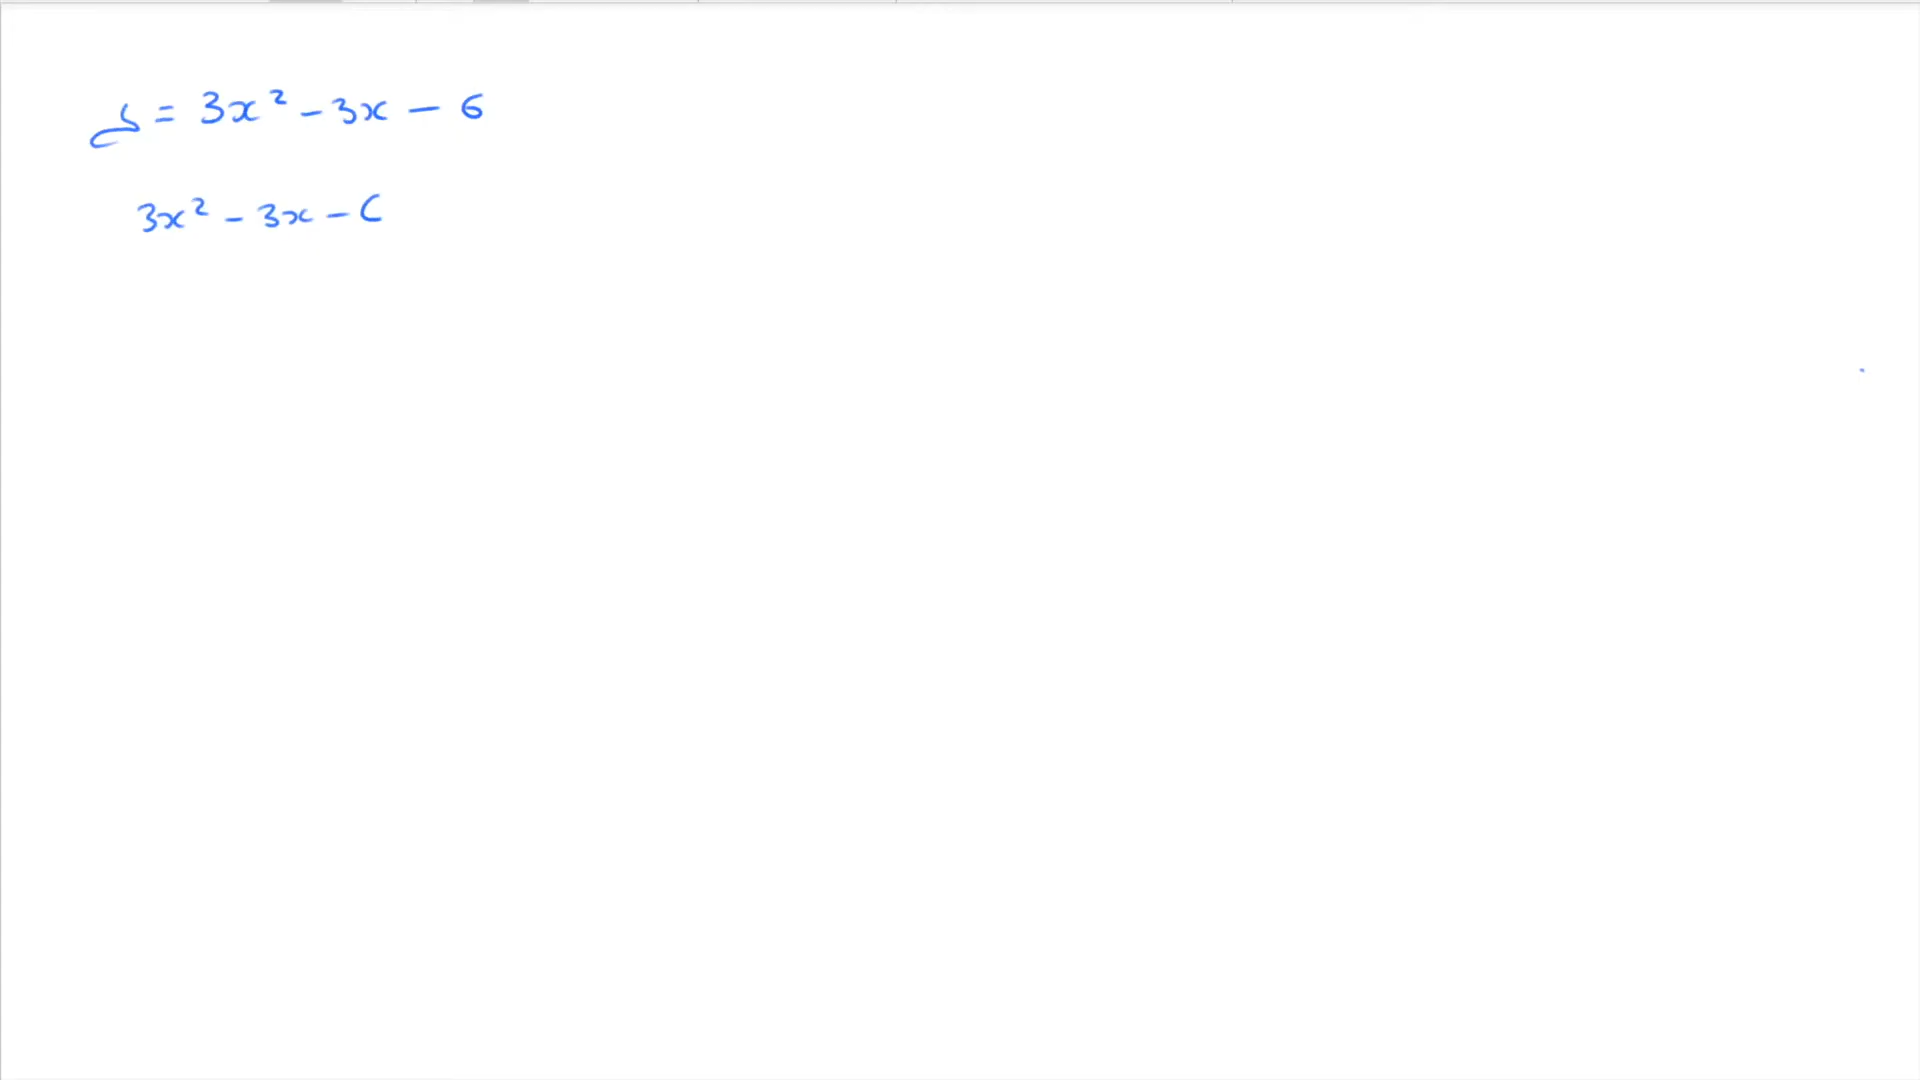 y = 3x² - 3x - 6
3x² - 3x - 6